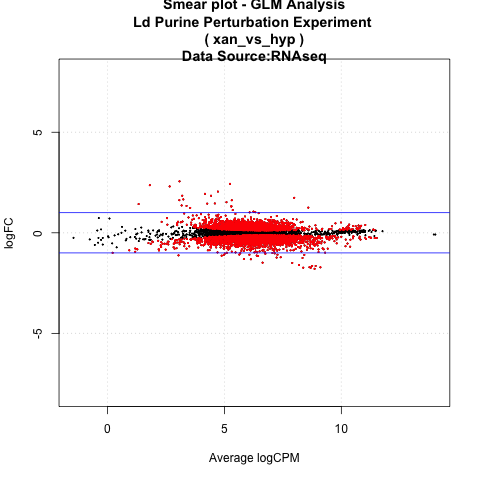 Smear plot - GLM Analysis
Ld Purine Perturbation Experiment
( xan_vs_hyp )
Data Source:RNAseq
logFC
5
0
-5
0 5 10
Average logCPM